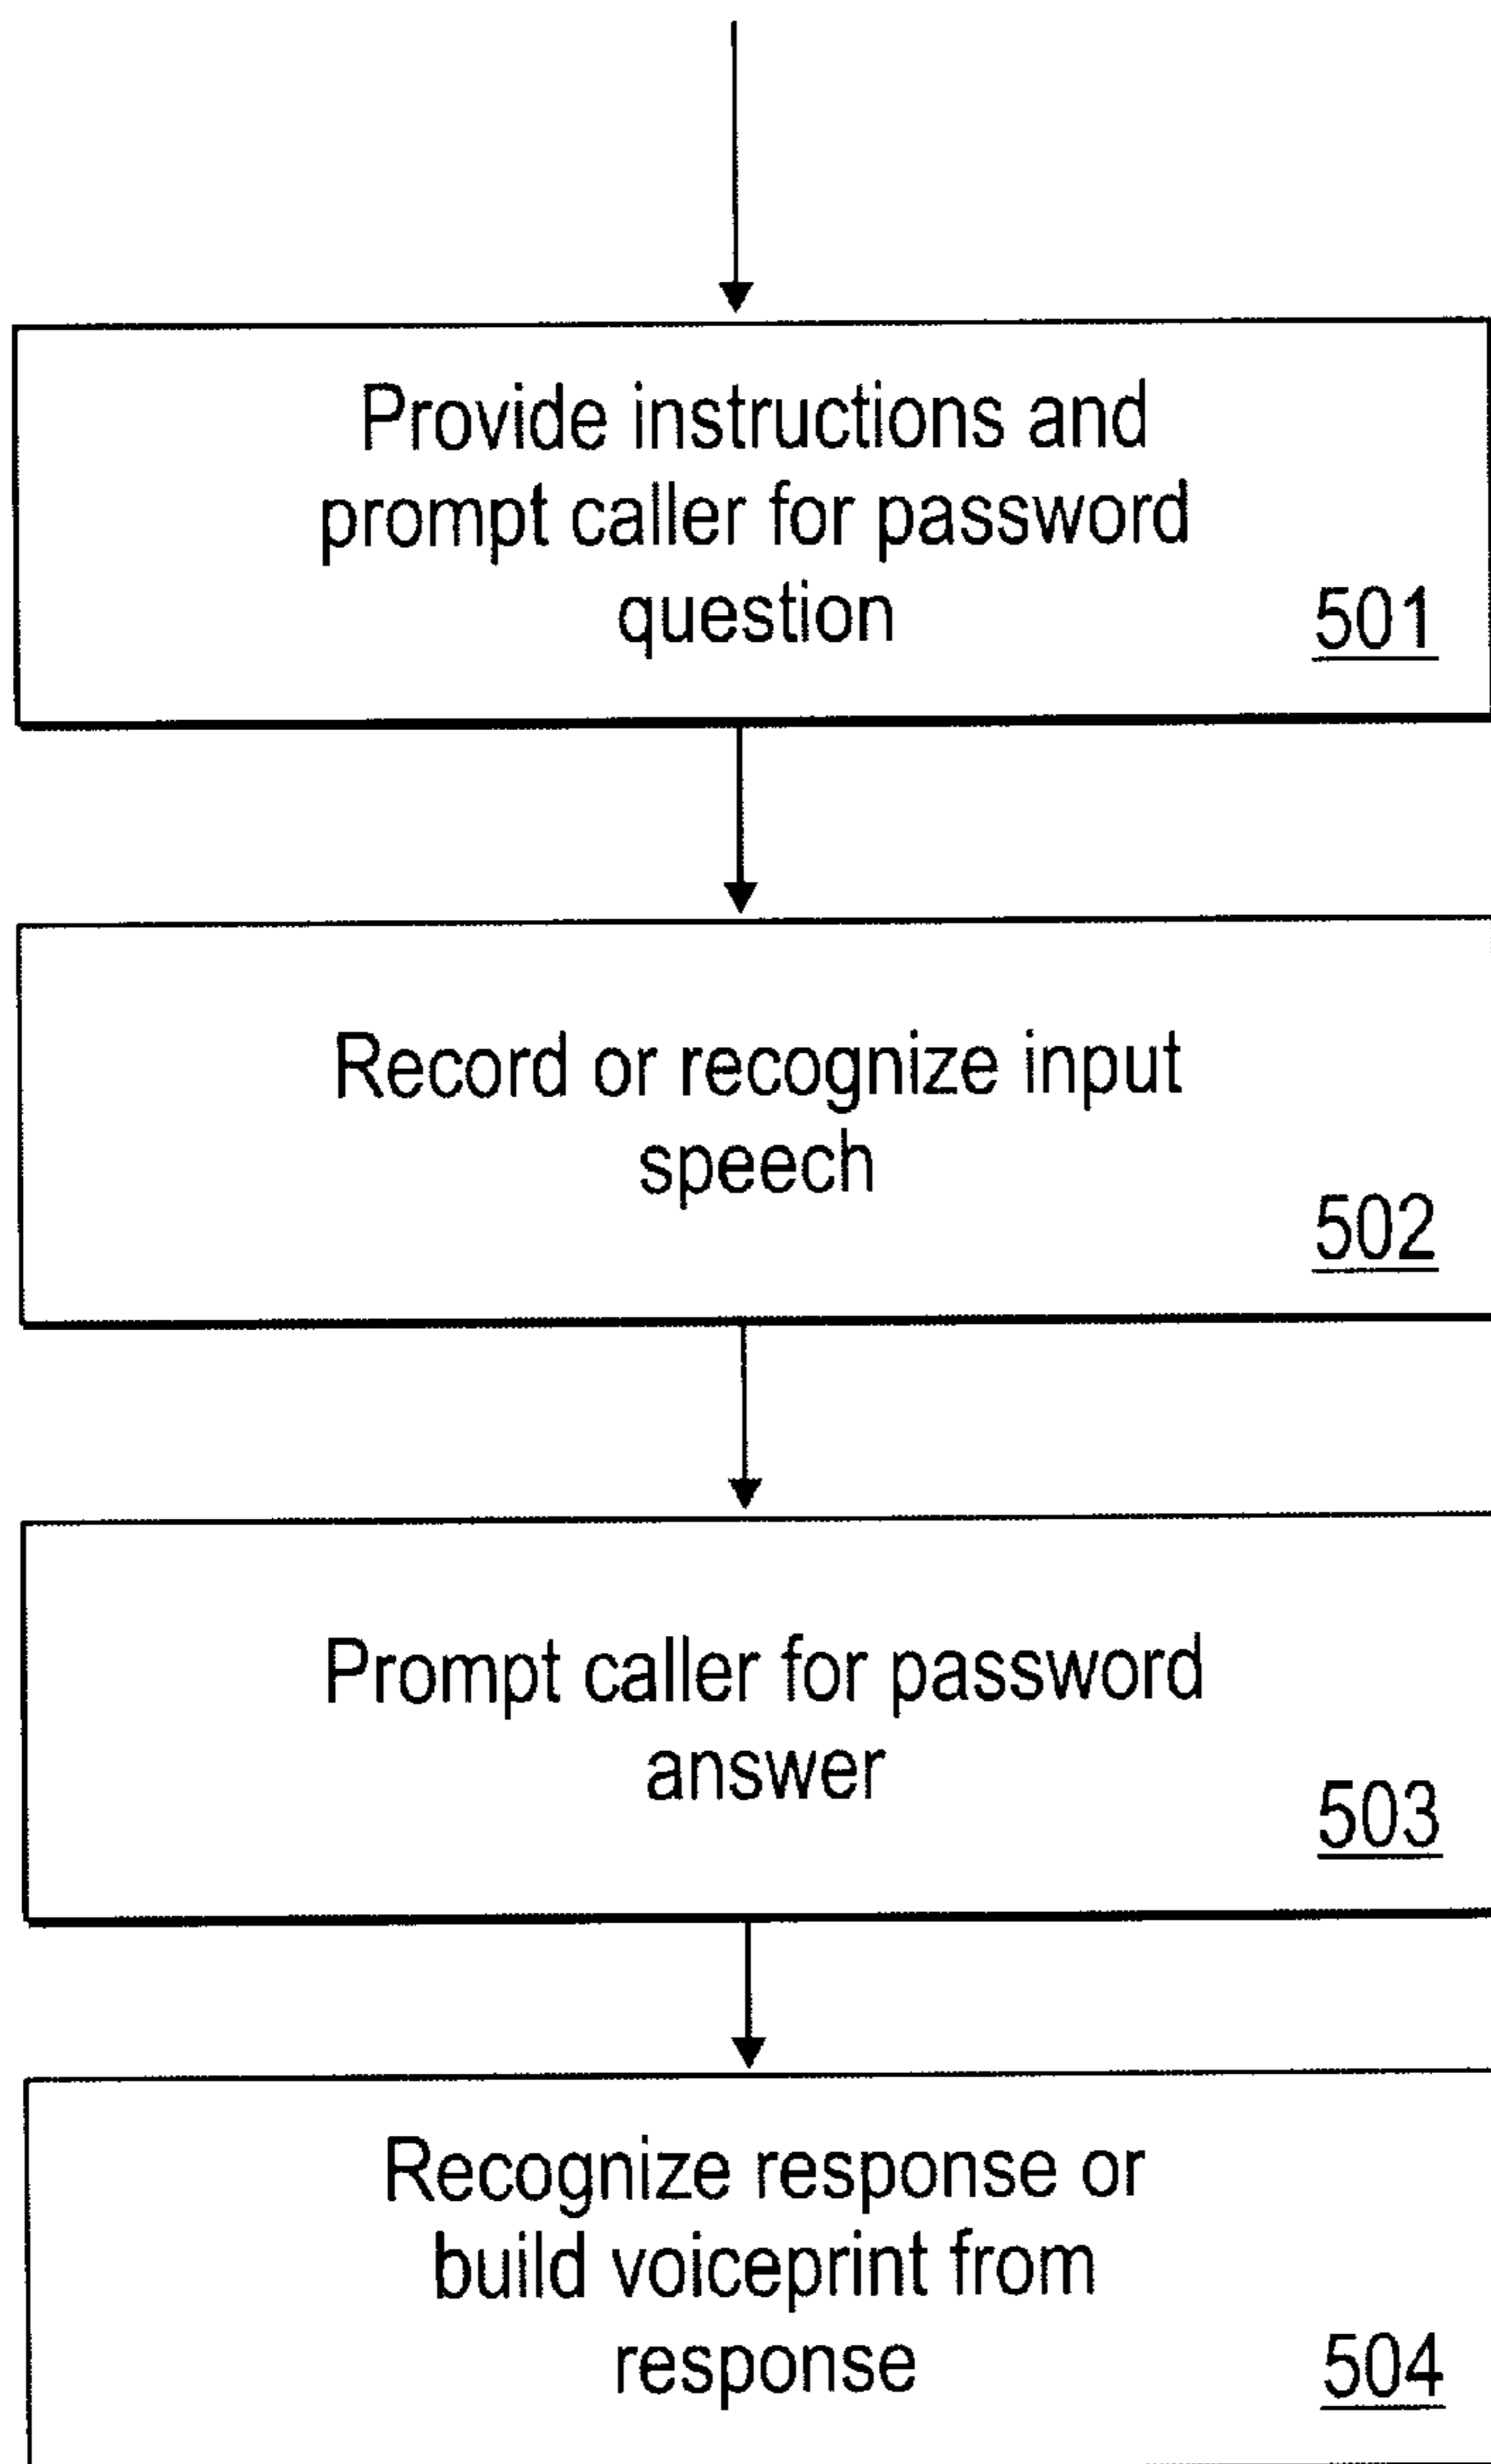 Provide instructions and
prompt caller for password
question
501
Record or recognize input
speech
502
Prompt caller for password
answer
503
Recognize response or
build voiceprint from
response
504